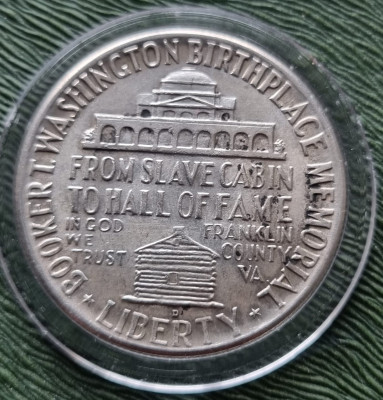 BOOKER T. WASHINGTON BIRTHPLACE MEMORIAL
FROM SLAVE CABIN
TO HALL OF FAME
IN GOD
WE
TRUST
FRANKLIN
COUNTY,
VA.
D
LIBERTY